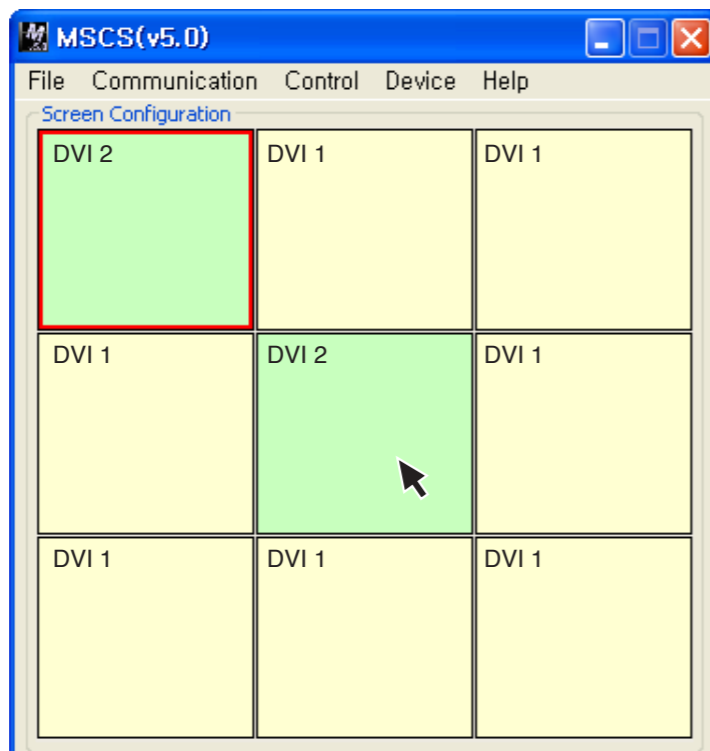 MSCS(v5.0)
File Communication Control Device Help
Screen Configuration
DVI 2 DVI 1 DVI 1
DVI 1 DVI 2 DVI 1
DVI 1 DVI 1 DVI 1